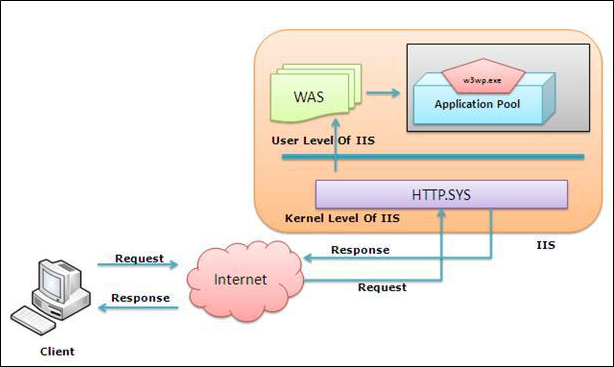 WAS
w3wp.exe
Application Pool
User Level Of IIS
HTTP.SYS
Kernel Level Of IIS
IIS
Response
Request
Request
Internet
Response
Client